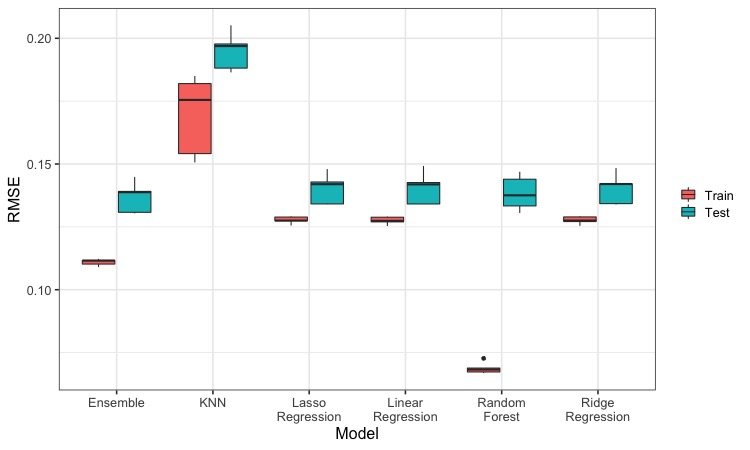 0.20
0.15
0.10
RMSE
Ensemble
KNN
Lasso
Regression
Linear
Regression
Random
Forest
Ridge
Regression
Model
Train
Test